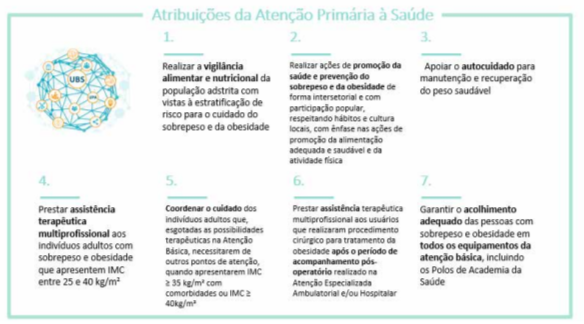 Atribuições da Atenção Primária à Saúde
UBS
1.
Realizar a vigilância
alimentar e nutricional da
população adstrita com
vistas à estratificação de
risco para o cuidado do
sobrepeso e da obesidade
2.
Realizar ações de promoção da
saúde e prevenção do
sobrepeso e da obesidade de
forma intersetorial e com
participação popular,
respeitando hábitos e cultura
locais, com ênfase nas ações de
promoção da alimentação
adequada e saudável e da
atividade física
3.
Apoiar o autocuidado para
manutenção e recuperação
do peso saudável
4.
Prestar assistência
terapêutica
multiprofissional aos
indivíduos adultos com
sobrepeso e obesidade
que apresentem IMC
entre 25 e 40 kg/m²
5.
Coordenar o cuidado dos
indivíduos adultos que,
esgotadas as possibilidades
terapêuticas na Atenção
Básica, necessitarem de
outros pontos de atenção,
quando apresentarem IMC
≥ 35 kg/m² com
comorbidades ou IMC ≥
40kg/m²
6.
Prestar assistência terapêutica
multiprofissional aos usuários
que realizaram procedimento
cirúrgico para tratamento da
obesidade após o período de
acompanhamento pós-
operatório realizado na
Atenção Especializada
Ambulatorial e/ou Hospitalar
7.
Garantir o acolhimento
adequado das pessoas com
sobrepeso e obesidade em
todos os equipamentos da
atenção básica, incluindo
os Polos de Academia da
Saúde